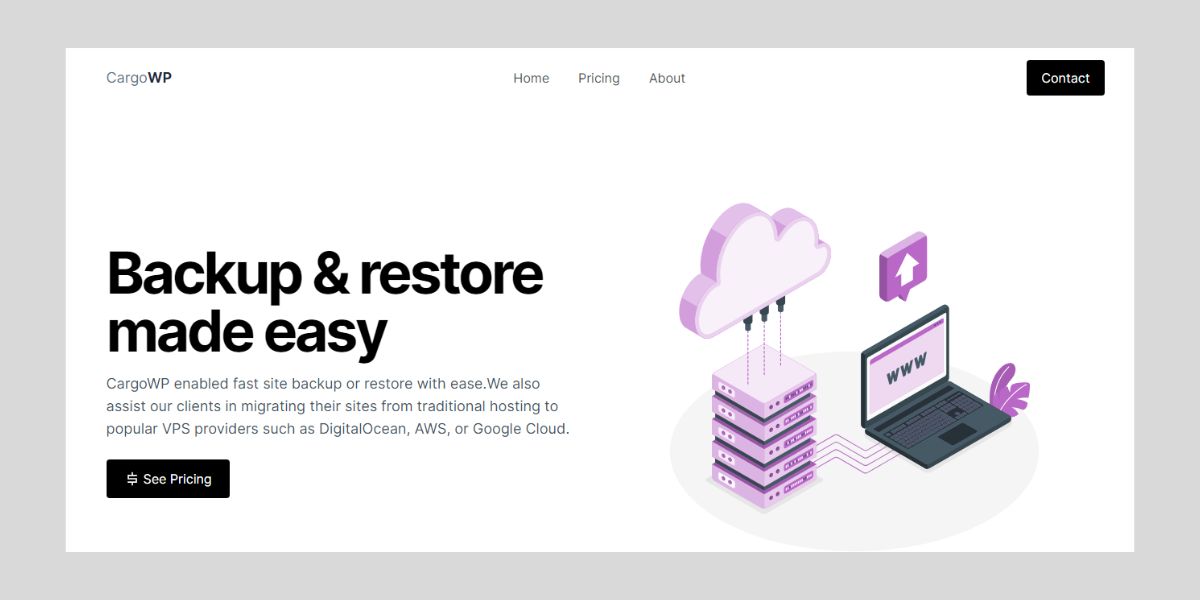 CargoWP
Home Pricing About
Contact
Backup & restore
made easy
CargoWP enabled fast site backup or restore with ease.We also
assist our clients in migrating their sites from traditional hosting to
popular VPS providers such as DigitalOcean, AWS, or Google Cloud.
See Pricing
WWW